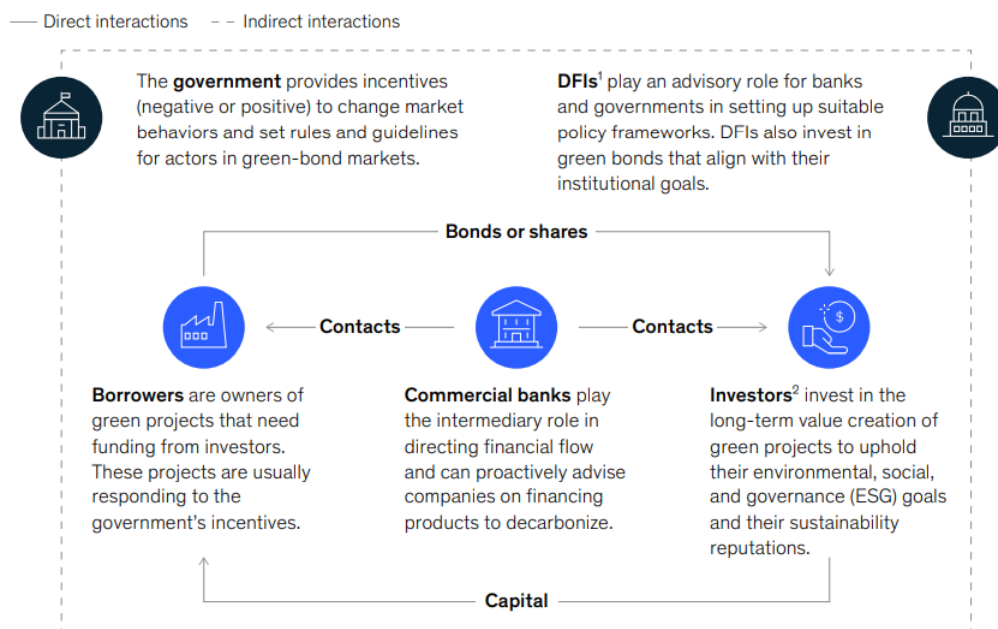 Direct interactions
Indirect interactions
The government provides incentives
(negative or positive) to change market
behaviors and set rules and guidelines
for actors in green-bond markets.
DFIs¹ play an advisory role for banks
and governments in setting up suitable
policy frameworks. DFIs also invest in
green bonds that align with their
institutional goals.
Bonds or shares
Contacts
Contacts
$
Borrowers are owners of
green projects that need
funding from investors.
These projects are usually
responding to the
government’s incentives.
Commercial banks play
the intermediary role in
directing financial flow
and can proactively advise
companies on financing
products to decarbonize.
Investors² invest in the
long-term value creation of
green projects to uphold
their environmental, social,
and governance (ESG) goals
and their sustainability
reputations.
Capital